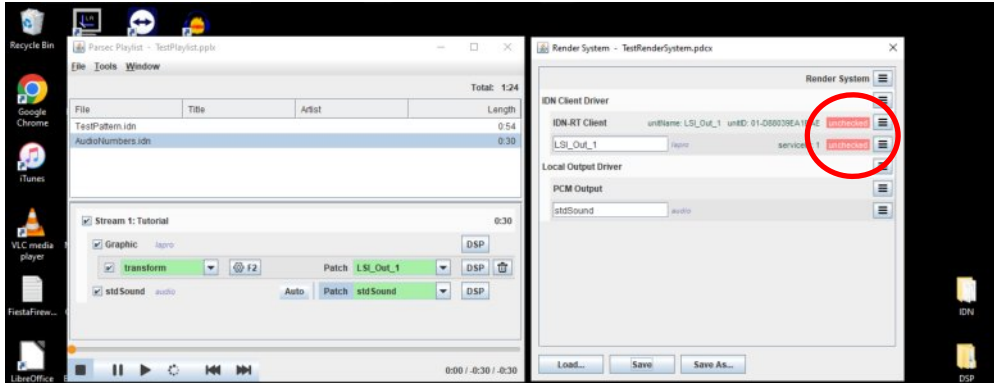 Recycle Bin
Google Chrome
iTunes
VLC media player
FiestaFirew...
LibreOffice
Parsec Playlist - TestPlaylist.pplx
File Tools Window
Total: 1:24
File Title Artist Length
TestPattern.idn 0:54
AudioNumbers.idn 0:30
Stream 1: Tutorial 0:30
Graphic lapro DSP
transform F2 Patch LSI_Out_1 DSP
stdSound audio Auto Patch stdSound DSP
0:00 / -0:30 / -0:30
Render System - TestRenderSystem.pdcx
Render System
IDN Client Driver
IDN-RT Client unitName: LSI_Out_1 unitID: unchecked
LSI_Out_1 lapro 1 unchecked
Local Output Driver
PCM Output
stdSound audio
Load... Save Save As...
IDN
DSP